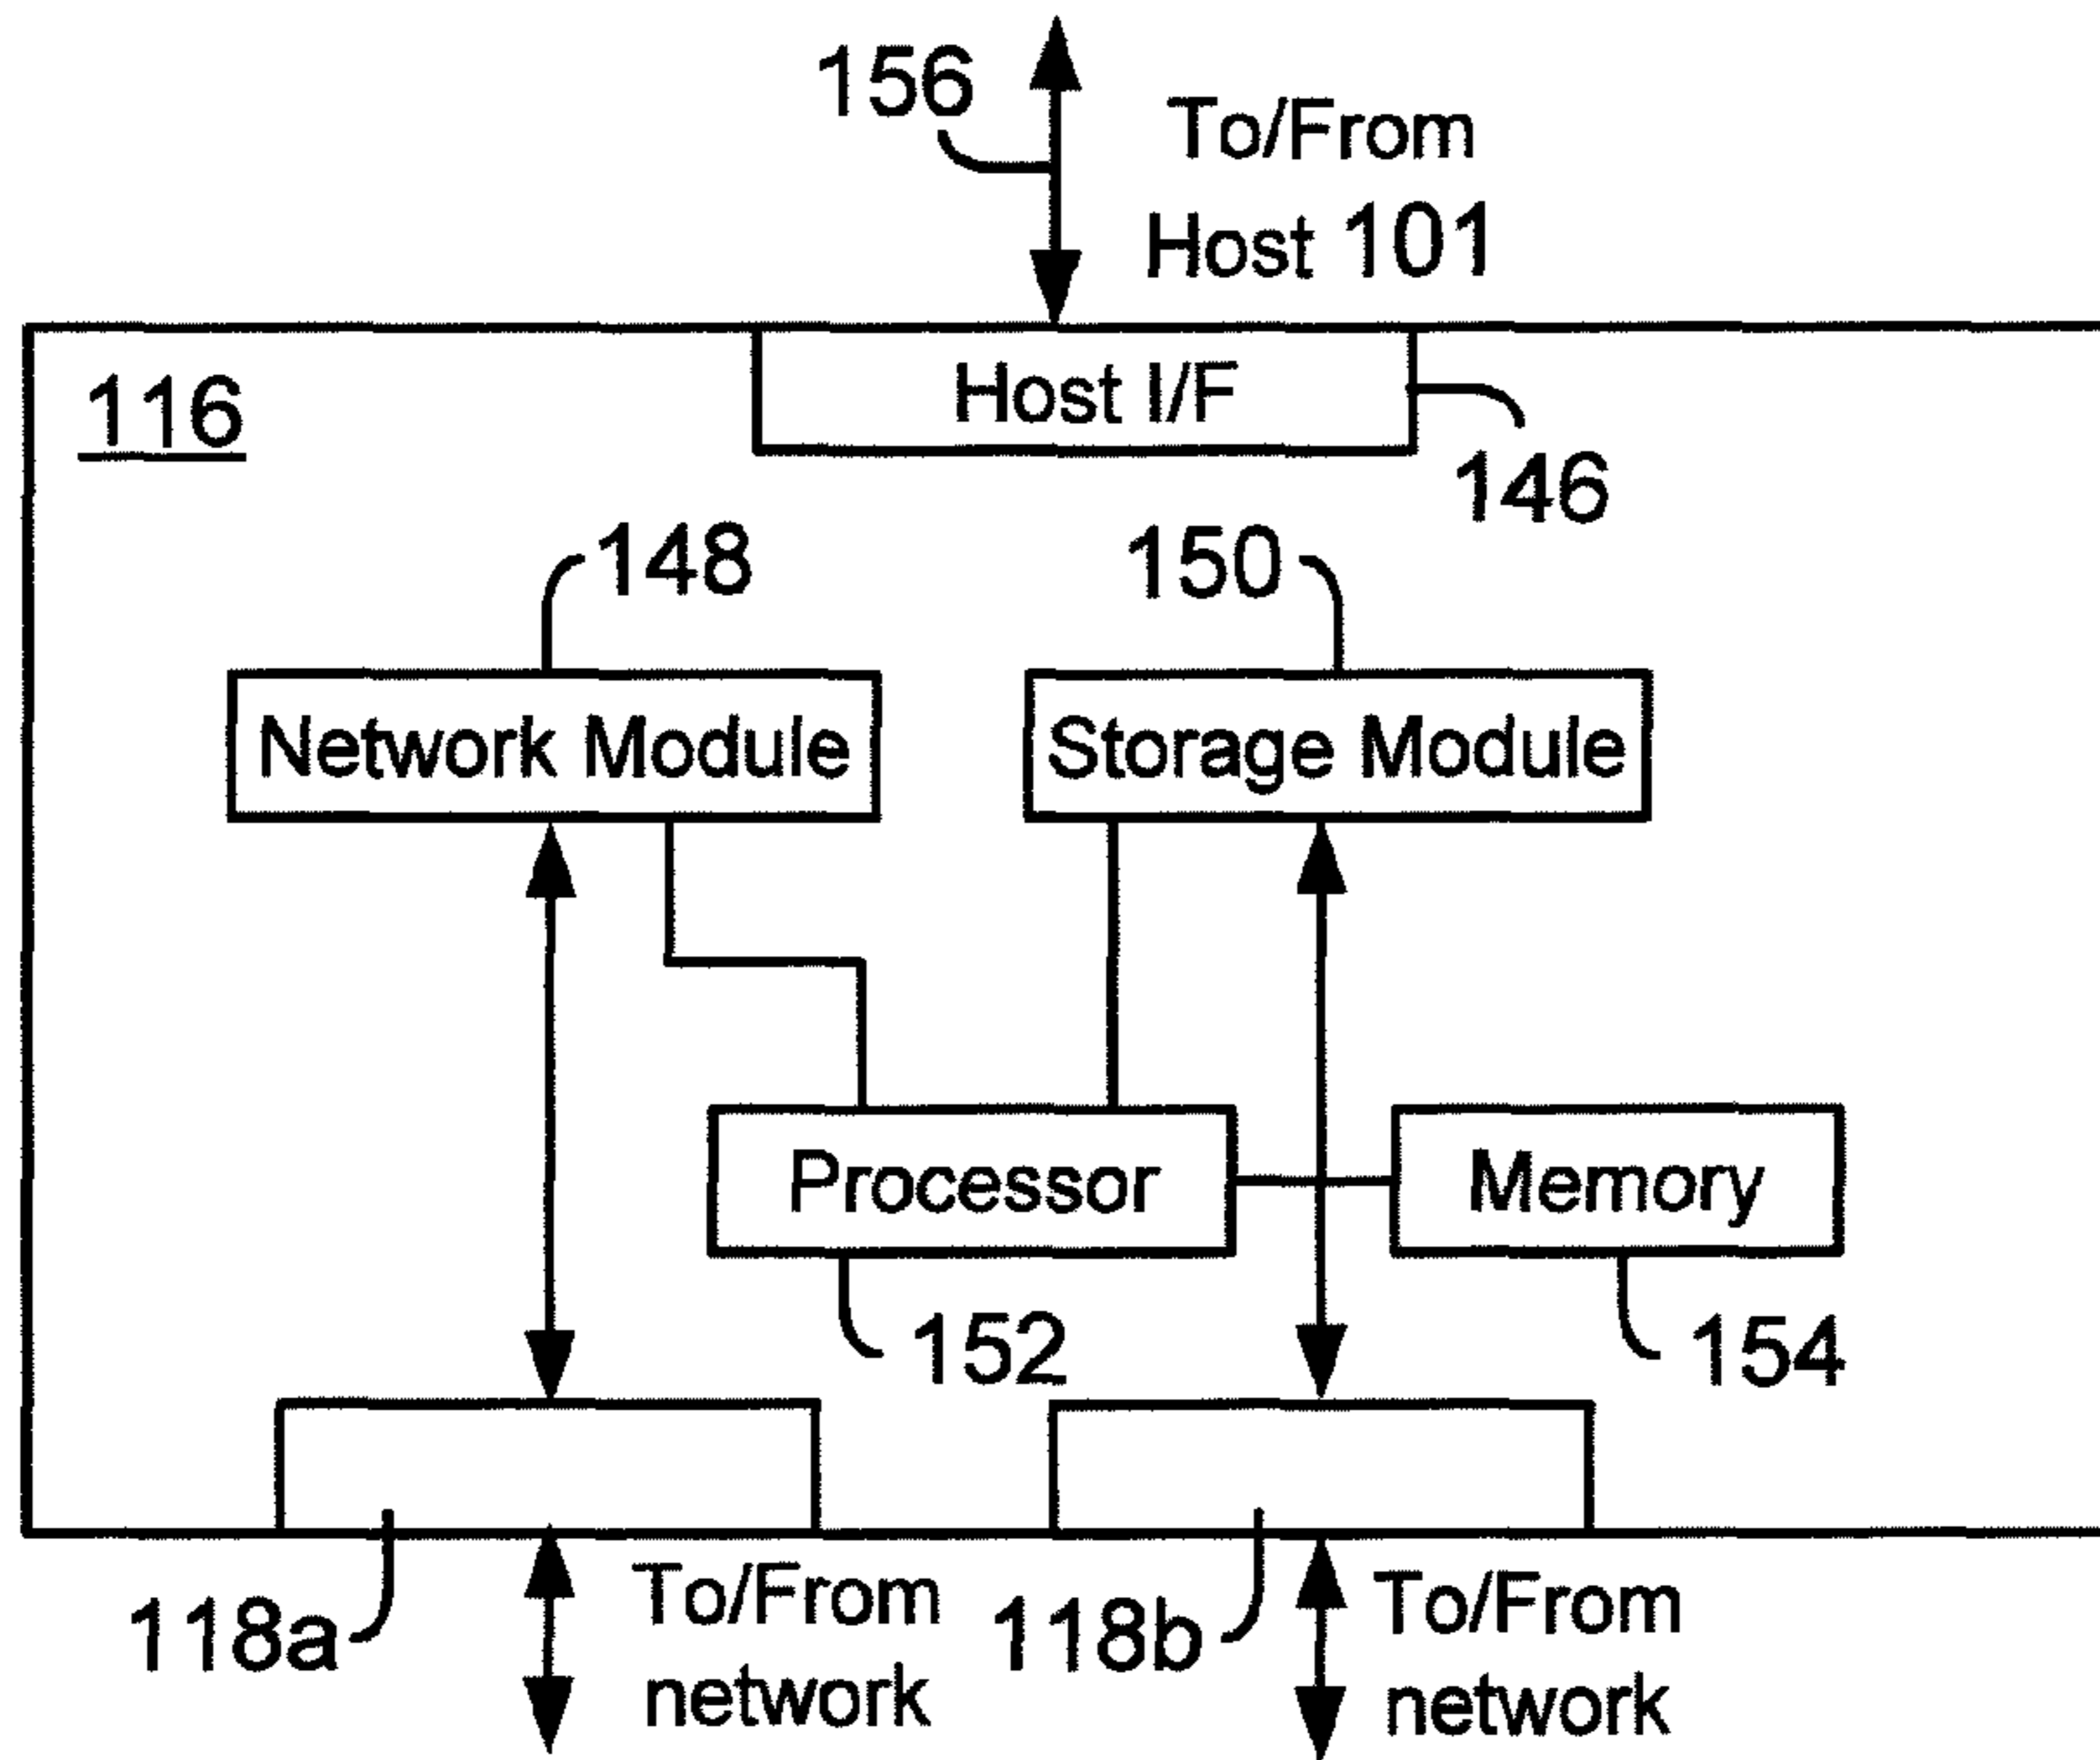 156
To/From
Host 101
116
Host I/F
146
148
150
Network Module
Storage Module
Processor
Memory
152
154
118a
To/From
network
118b
To/From
network